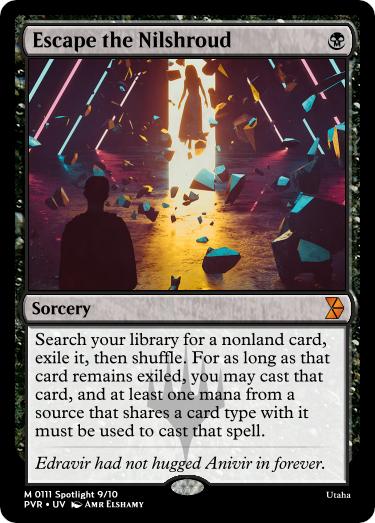 Escape the Nilshroud
Sorcery
Search your library for a nonland card,
exile it, then shuffle. For as long as that
card remains exiled, you may cast that
card, and at least one mana from a
source that shares a card type with it
must be used to cast that spell.
Edravir had not hugged Anivir in forever.
M 0111 Spotlight 9/10
Utaha
PVR • UV Amr Elshamy